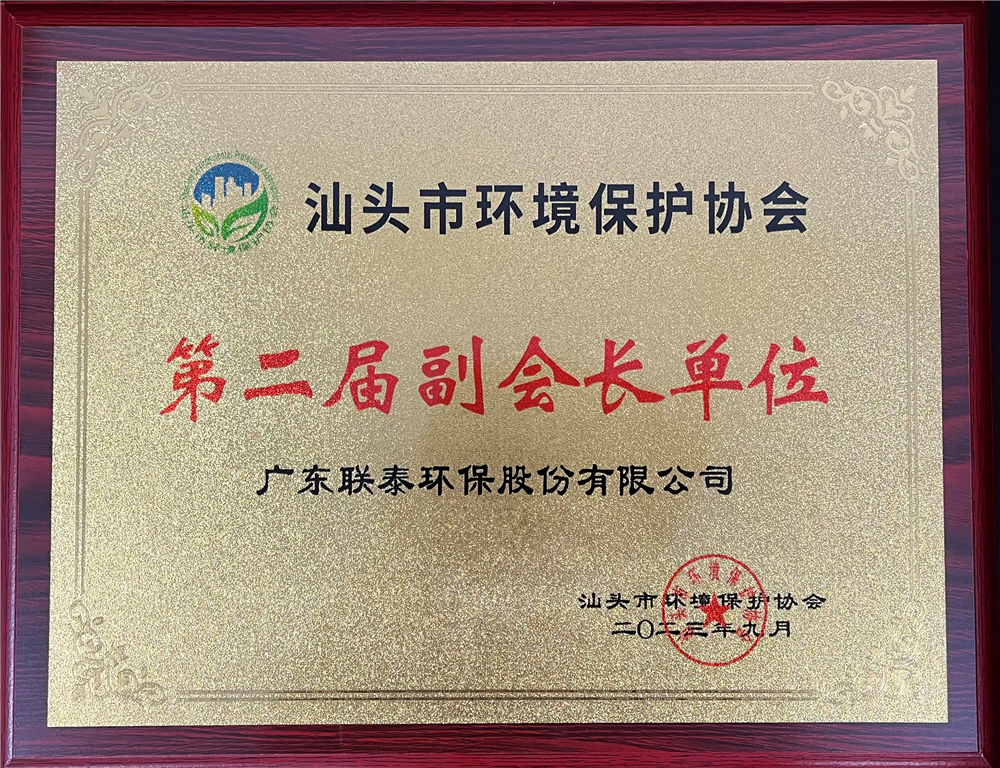 汕头市环境保护协会
第二届副会长单位
广东联泰环保股份有限公司
汕头市环境保护协会
二〇二三年九月